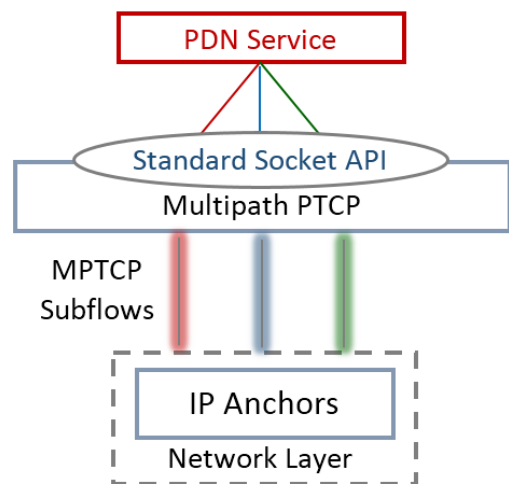 PDN Service
Standard Socket API
Multipath PTCP
MPTCP
Subflows
IP Anchors
Network Layer